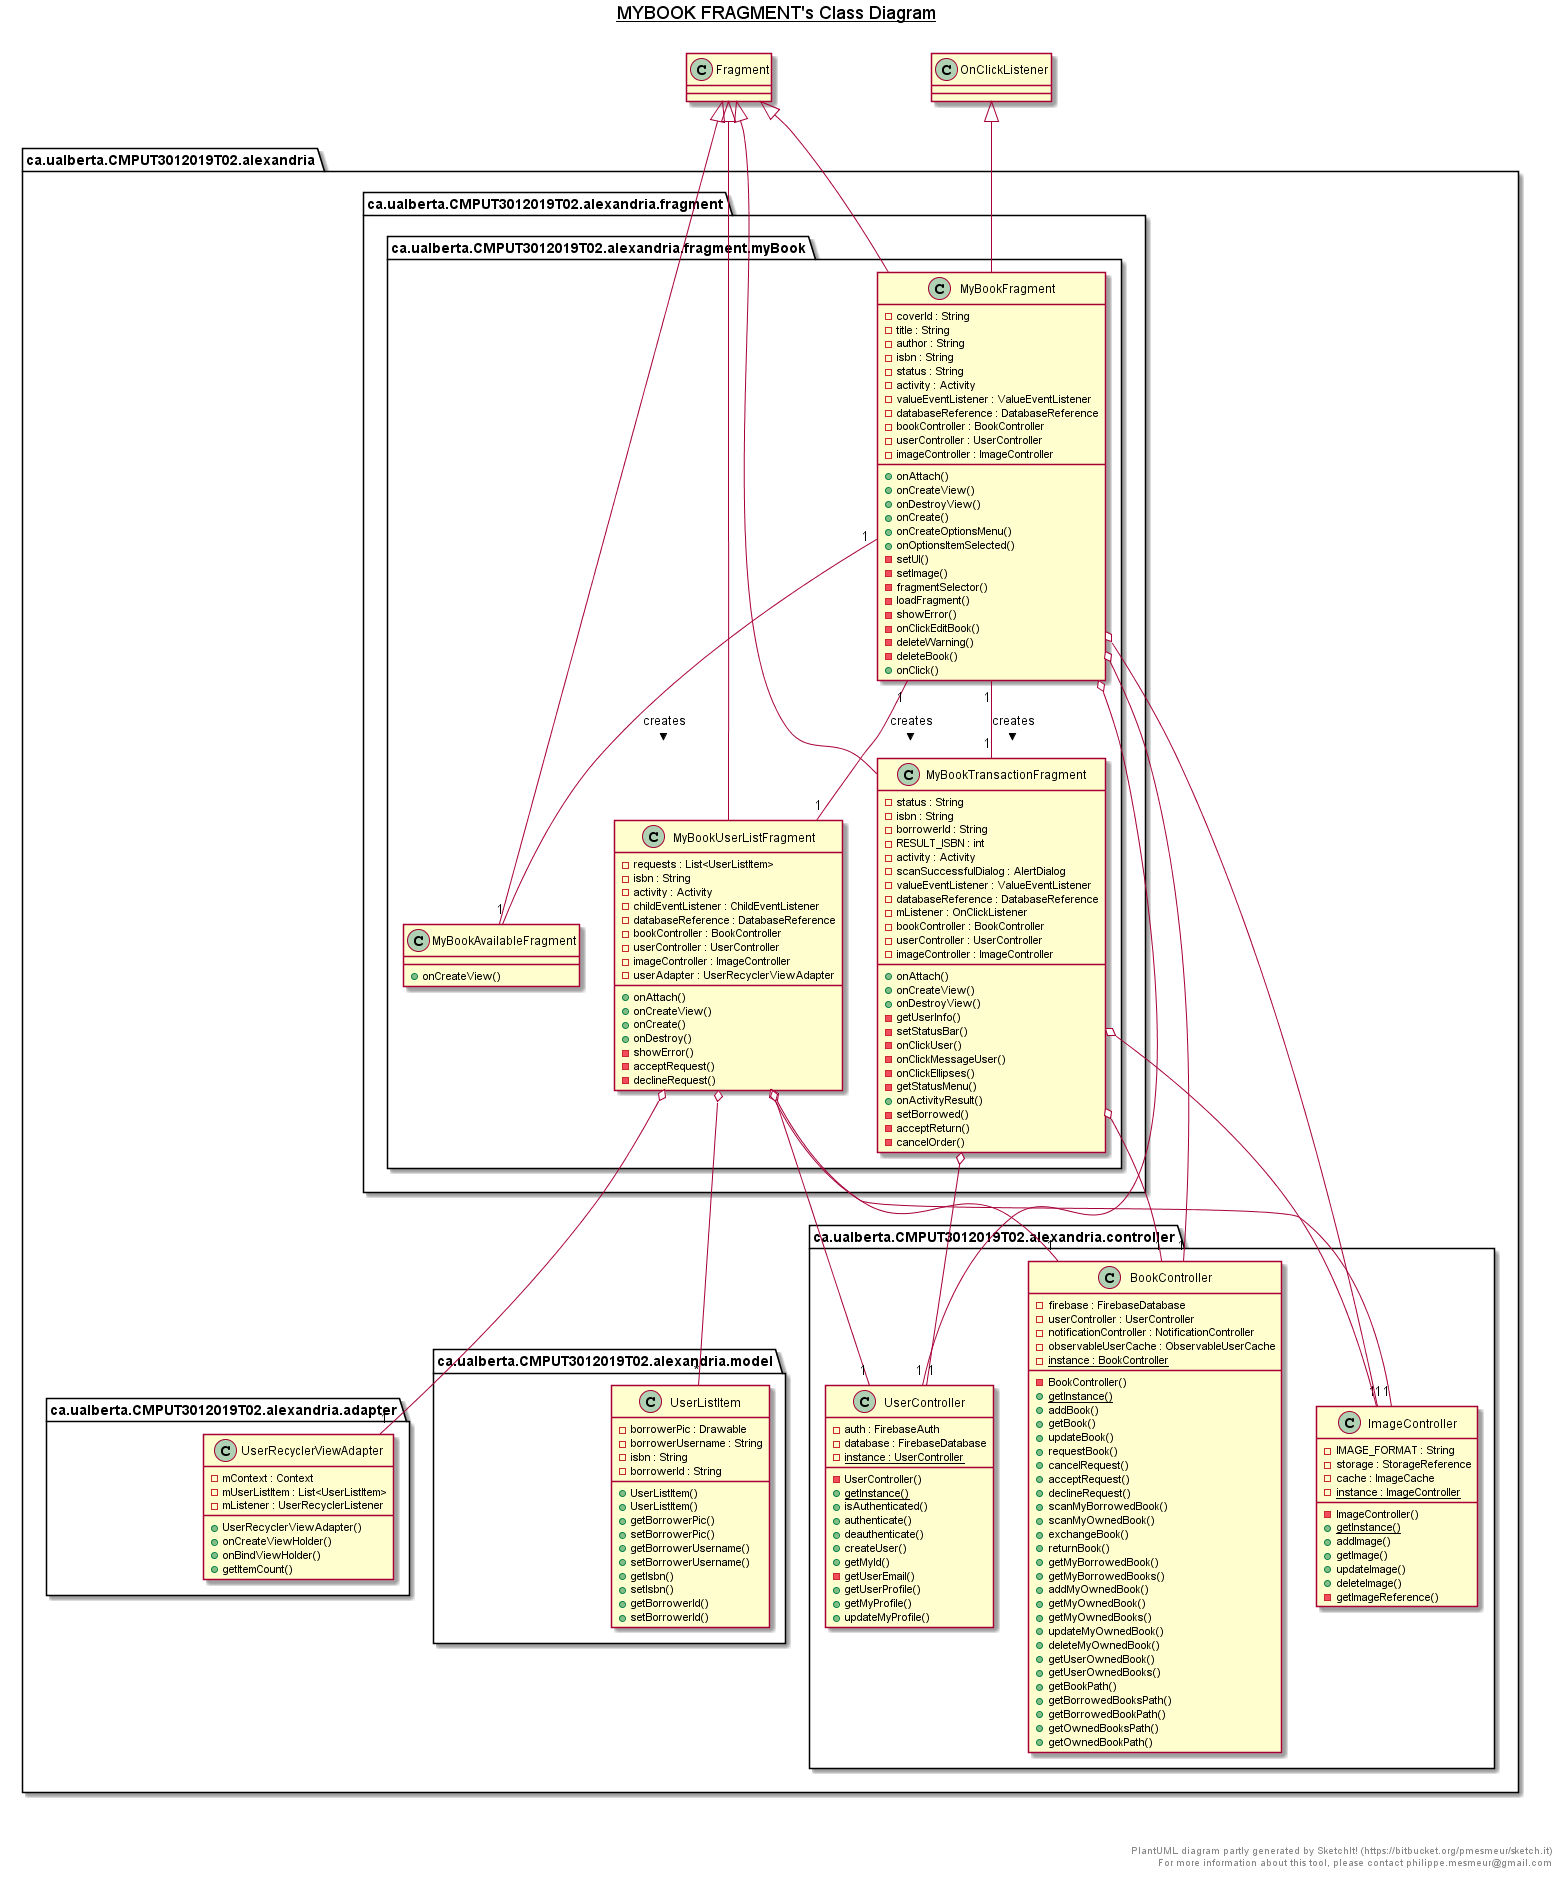 MYBOOK FRAGMENT's Class Diagram
Fragment
OnClickListener
ca.ualberta.CMPUT3012019T02.alexandria
ca.ualberta.CMPUT3012019T02.alexandria.fragment
ca.ualberta.CMPUT3012019T02.alexandria.fragment.myBook
MyBookFragment
coverId : String
title : String
author : String
isbn : String
status : String
activity : Activity
valueEventListener : ValueEventListener
databaseReference : DatabaseReference
bookController : BookController
userController : UserController
imageController : ImageController
onAttach()
onCreateView()
onDestroyView()
onCreate()
onCreateOptionsMenu()
onOptionsItemSelected()
setUI()
setImage()
fragmentSelector()
loadFragment()
showError()
onClickEditBook()
deleteWarning()
deleteBook()
onClick()
1
1
1
creates
creates
creates
1
1
1
MyBookTransactionFragment
status : String
isbn : String
borrowerId : String
RESULT_ISBN : int
activity : Activity
scanSuccessfulDialog : AlertDialog
valueEventListener : ValueEventListener
databaseReference : DatabaseReference
mListener : OnClickListener
bookController : BookController
userController : UserController
imageController : ImageController
onAttach()
onCreateView()
onDestroyView()
getUserInfo()
setStatusBar()
onClickUser()
onClickMessageUser()
onClickEllipses()
getStatusMenu()
onActivityResult()
setBorrowed()
acceptReturn()
cancelOrder()
MyBookUserListFragment
requests : List<UserListItem>
isbn : String
activity : Activity
childEventListener : ChildEventListener
databaseReference : DatabaseReference
bookController : BookController
userController : UserController
imageController : ImageController
userAdapter : UserRecyclerViewAdapter
onAttach()
onCreateView()
onCreate()
onDestroy()
showError()
acceptRequest()
declineRequest()
MyBookAvailableFragment
onCreateView()
ca.ualberta.CMPUT3012019T02.alexandria.controller
1
1
1
BookController
firebase : FirebaseDatabase
userController : UserController
notificationController : NotificationController
observableUserCache : ObservableUserCache
instance : BookController
BookController()
getInstance()
addBook()
getBook()
updateBook()
requestBook()
cancelRequest()
acceptRequest()
declineRequest()
scanMyBorrowedBook()
scanMyOwnedBook()
exchangeBook()
returnBook()
getMyBorrowedBook()
getMyBorrowedBooks()
addMyOwnedBook()
getMyOwnedBook()
getMyOwnedBooks()
updateMyOwnedBook()
deleteMyOwnedBook()
getUserOwnedBook()
getUserOwnedBooks()
getBookPath()
getBorrowedBooksPath()
getBorrowedBookPath()
getOwnedBooksPath()
getOwnedBookPath()
1
1
1
UserController
auth : FirebaseAuth
database : FirebaseDatabase
instance : UserController
UserController()
getInstance()
isAuthenticated()
authenticate()
deauthenticate()
createUser()
getMyId()
getUserEmail()
getUserProfile()
getMyProfile()
updateMyProfile()
1
1
1
ImageController
IMAGE_FORMAT : String
storage : StorageReference
cache : ImageCache
instance : ImageController
ImageController()
getInstance()
addImage()
getImage()
updateImage()
deleteImage()
getImageReference()
ca.ualberta.CMPUT3012019T02.alexandria.model
*
UserListItem
borrowerPic : Drawable
borrowerUsername : String
isbn : String
borrowerId : String
UserListItem()
UserListItem()
getBorrowerPic()
setBorrowerPic()
getBorrowerUsername()
setBorrowerUsername()
getIsbn()
setIsbn()
getBorrowerId()
setBorrowerId()
ca.ualberta.CMPUT3012019T02.alexandria.adapter
1
UserRecyclerViewAdapter
mContext : Context
mUserListItem : List<UserListItem>
mListener : UserRecyclerListener
UserRecyclerViewAdapter()
onCreateViewHolder()
onBindViewHolder()
getItemCount()
PlantUML diagram partly generated by SketchIt! (https://bitbucket.org/pmesmeur/sketch.it)
For more information about this tool, please contact philippe.mesmeur@gmail.com